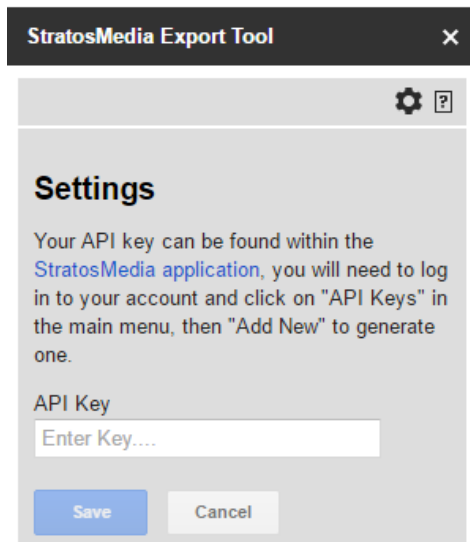 StratosMedia Export Tool ×
?
Settings
Your API key can be found within the
StratosMedia application, you will need to log
in to your account and click on "API Keys" in
the main menu, then "Add New" to generate
one.
API Key
Enter Key....
Save Cancel